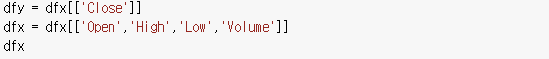 dfy = dfx[['Close']]
dfx = dfx[['Open','High','Low','Volume']]
dfx